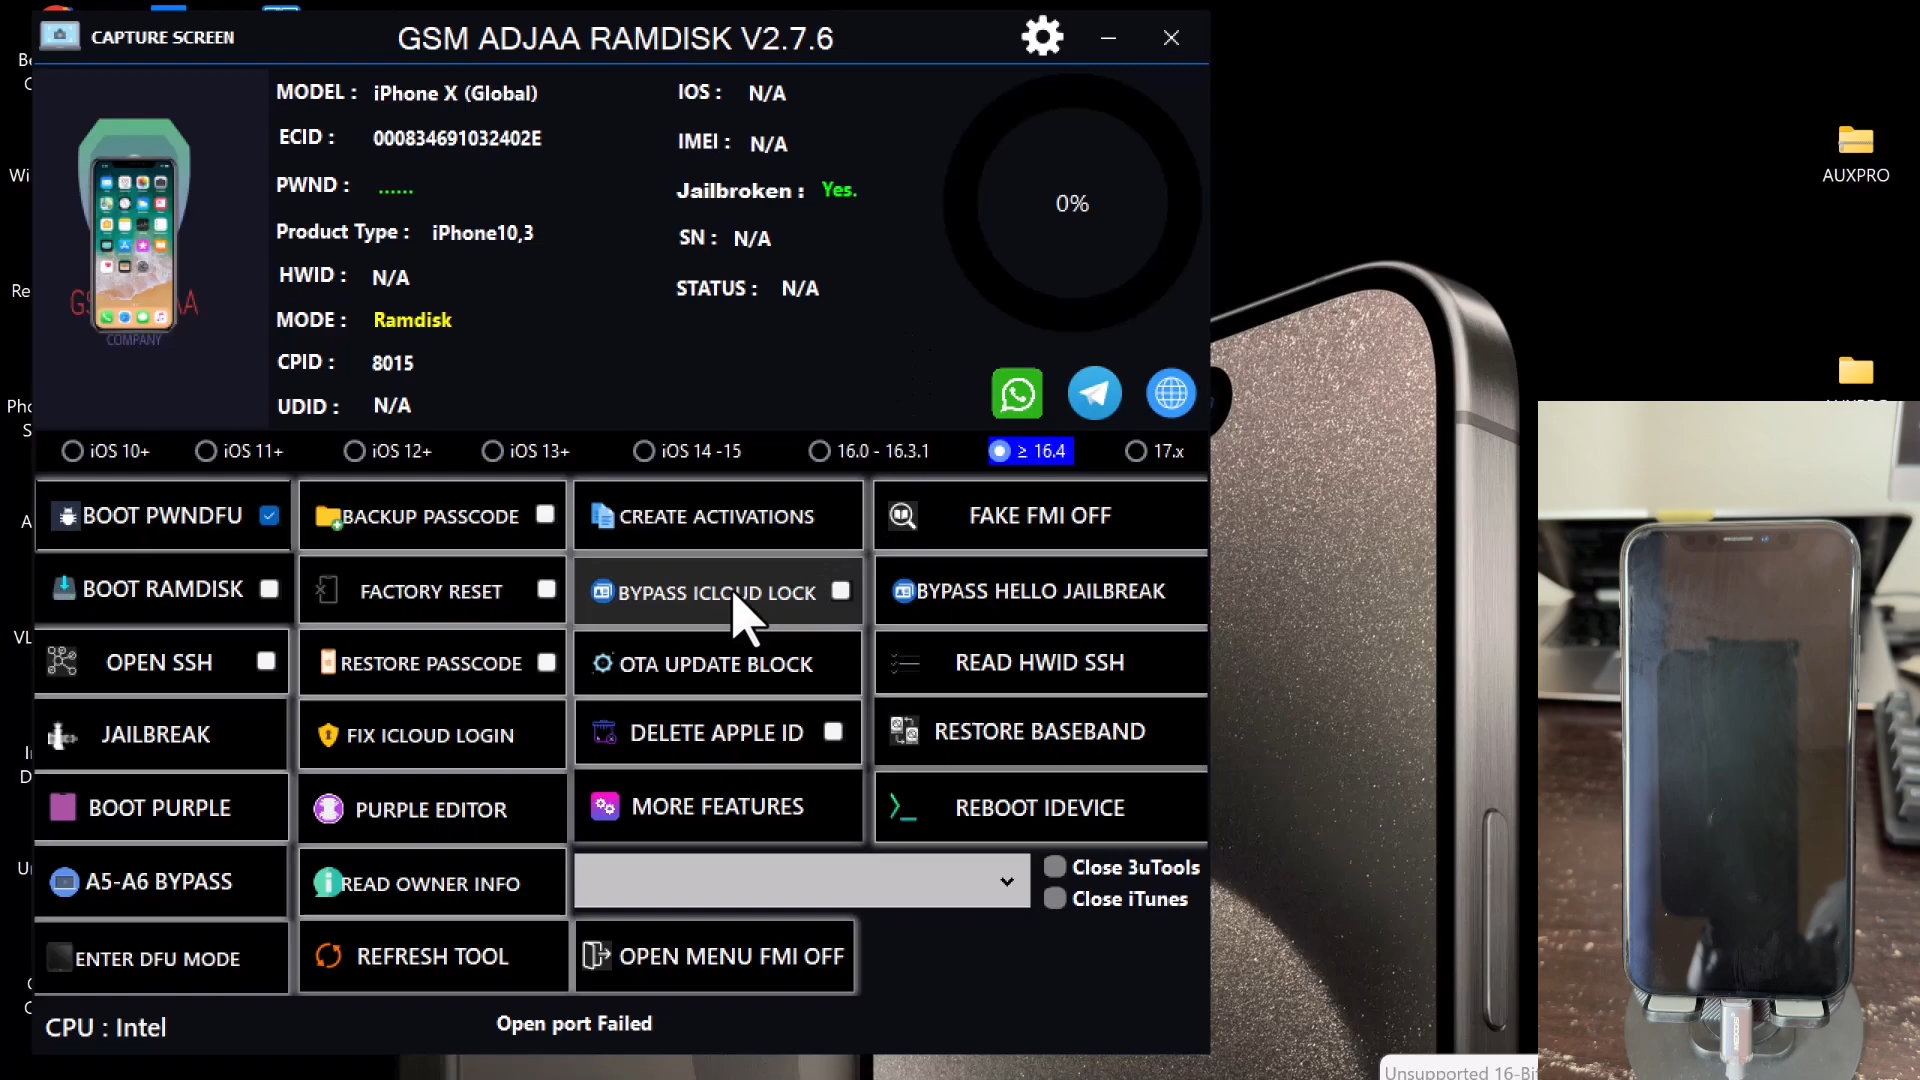 CAPTURE SCREEN
GSM ADJAA RAMDISK V2.7.6
MODEL : iPhone X (Global)
ECID : 000834691032402E
PWND : ......
Product Type : iPhone10,3
HWID : N/A
MODE : Ramdisk
CPID : 8015
UDID : N/A
IOS : N/A
IMEI : N/A
Jailbroken : Yes.
SN : N/A
STATUS : N/A
0%
COMPANY
AUXPRO
iOS 10+ iOS 11+ iOS 12+ iOS 13+ iOS 14 -15 16.0 - 16.3.1 ≥ 16.4 17.x
BOOT PWNDFU BACKUP PASSCODE CREATE ACTIVATIONS FAKE FMI OFF
BOOT RAMDISK FACTORY RESET BYPASS ICLOUD LOCK BYPASS HELLO JAILBREAK
OPEN SSH RESTORE PASSCODE OTA UPDATE BLOCK READ HWID SSH
JAILBREAK FIX ICLOUD LOGIN DELETE APPLE ID RESTORE BASEBAND
BOOT PURPLE PURPLE EDITOR MORE FEATURES REBOOT IDEVICE
A5-A6 BYPASS READ OWNER INFO Close 3uTools
Close iTunes
ENTER DFU MODE REFRESH TOOL OPEN MENU FMI OFF
CPU : Intel Open port Failed
Unsupported 16-Bi